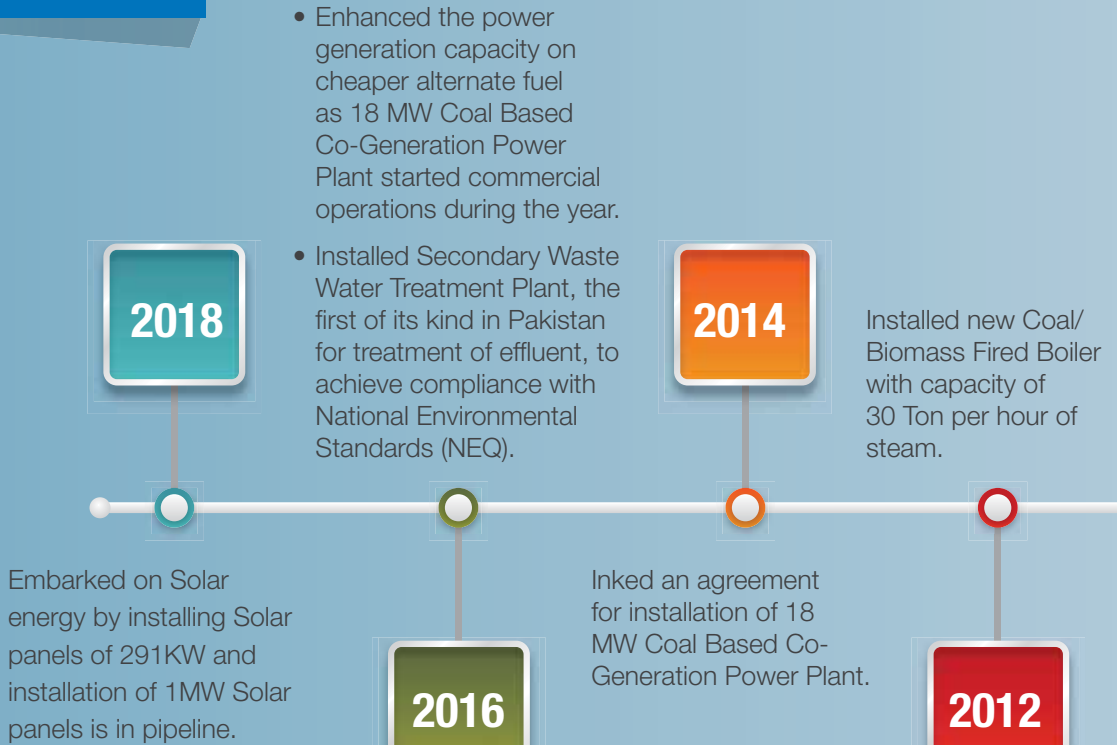 2018
Embarked on Solar
energy by installing Solar
panels of 291KW and
installation of 1MW Solar
panels is in pipeline.
• Enhanced the power
generation capacity on
cheaper alternate fuel
as 18 MW Coal Based
Co-Generation Power
Plant started commercial
operations during the year.
• Installed Secondary Waste
Water Treatment Plant, the
first of its kind in Pakistan
for treatment of effluent, to
achieve compliance with
National Environmental
Standards (NEQ).
2016
2014
Inked an agreement
for installation of 18
MW Coal Based Co-
Generation Power Plant.
Installed new Coal/
Biomass Fired Boiler
with capacity of
30 Ton per hour of
steam.
2012